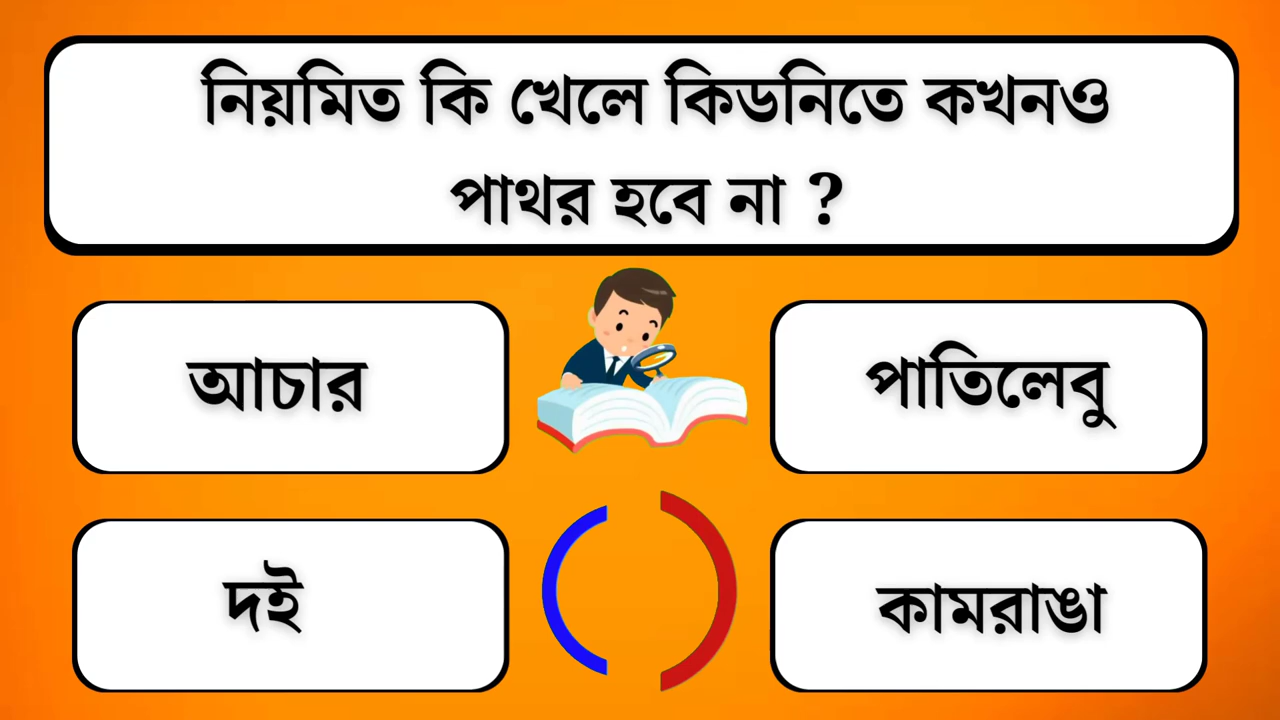 নিয়মিত কি খেলে কিডনিতে কখনও
পাথর হবে না ?
আচার
পাতিলেবু
দই
কামরাঙা